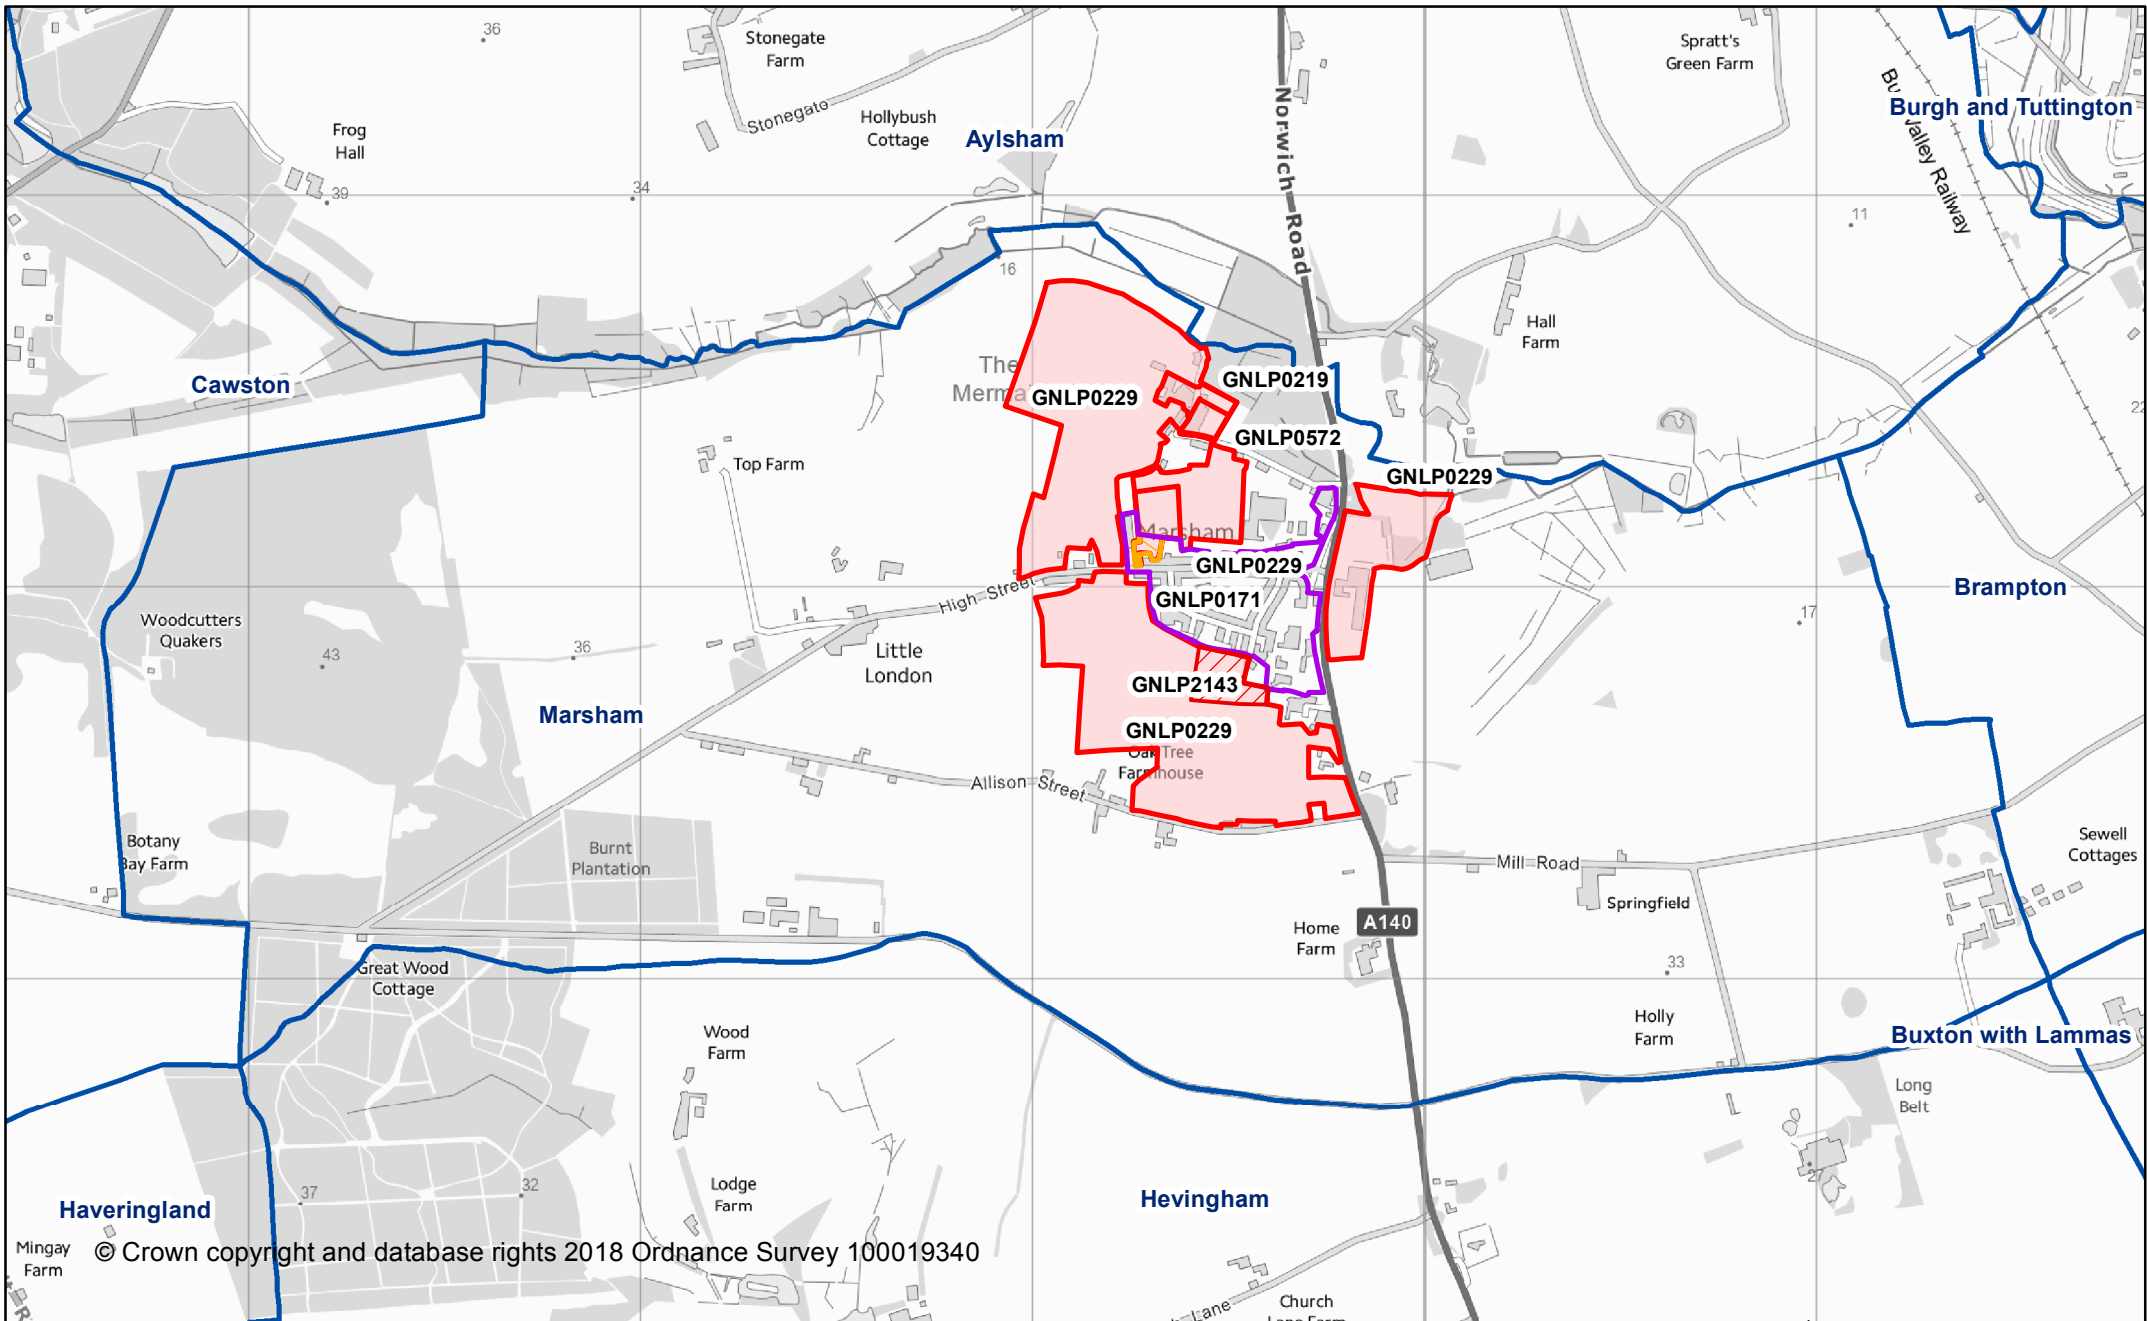 36
Stonegate
Farm
Spratt's
Green Farm
Stonegate
Hollybush
Cottage
Frog
Hall
Aylsham
Norwich Road
Burgh and Tuttington
Valley Railway
39
34
11
16
Hall
Farm
Cawston
The
GNLP0229
GNLP0219
GNLP0572
GNLP0229
Top Farm
Marsham
GNLP0229
GNLP0171
High Street
Brampton
Woodcutters
Quakers
43
36
17
Little
London
GNLP2143
Marsham
GNLP0229
Oak Tree
Farmhouse
Allison Street
Botany
Bay Farm
Burnt
Plantation
Mill Road
Sewell
Cottages
Springfield
A140
Home
Farm
33
Great Wood
Cottage
Wood
Farm
Holly
Farm
Buxton with Lammas
Long
Belt
37
32
Lodge
Farm
Haveringland
Hevingham
Mingay
Farm
© Crown copyright and database rights 2018 Ordnance Survey 100019340
Lane
Church